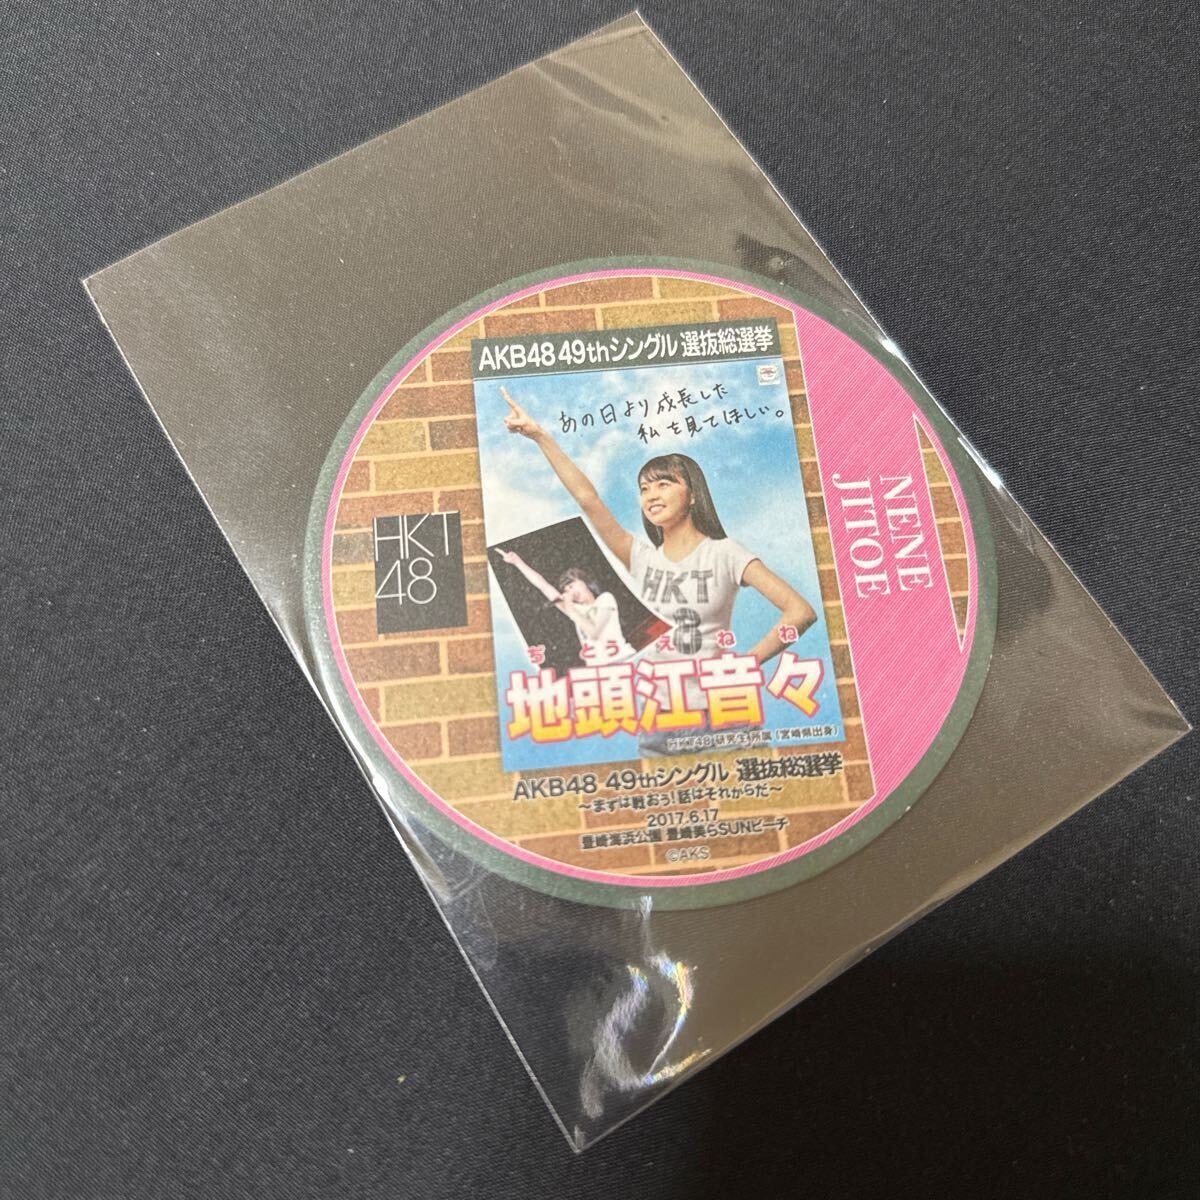 AKB48 49thシングル 選抜総選挙
あの日より成長した
私を見てほしい。
HKT
48
HKT
8
ぢとうえねね
地頭江音々
HKT48 研究生 所属 (宮崎県出身)
AKB48 49thシングル 選抜総選挙
～まずは戦おう!話はそれからだ～
2017.6.17
豊崎海浜公園 豊崎美らSUNビーチ
©AKS
NENE
JITOE